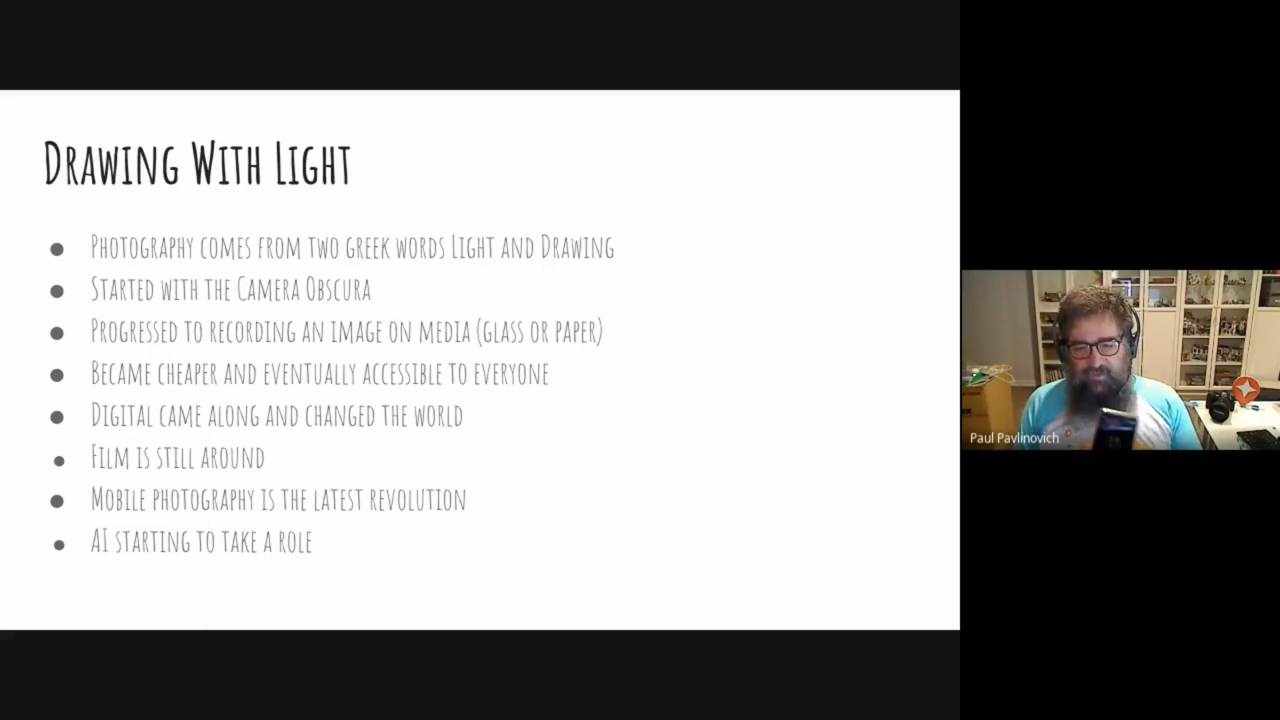 Drawing With Light
Photography comes from two greek words Light and Drawing
Started with the Camera Obscura
Progressed to recording an image on media (glass or paper)
Became cheaper and eventually accessible to everyone
Digital came along and changed the world
Film is still around
Mobile photography is the latest revolution
AI starting to take a role
Paul Pavlinovich